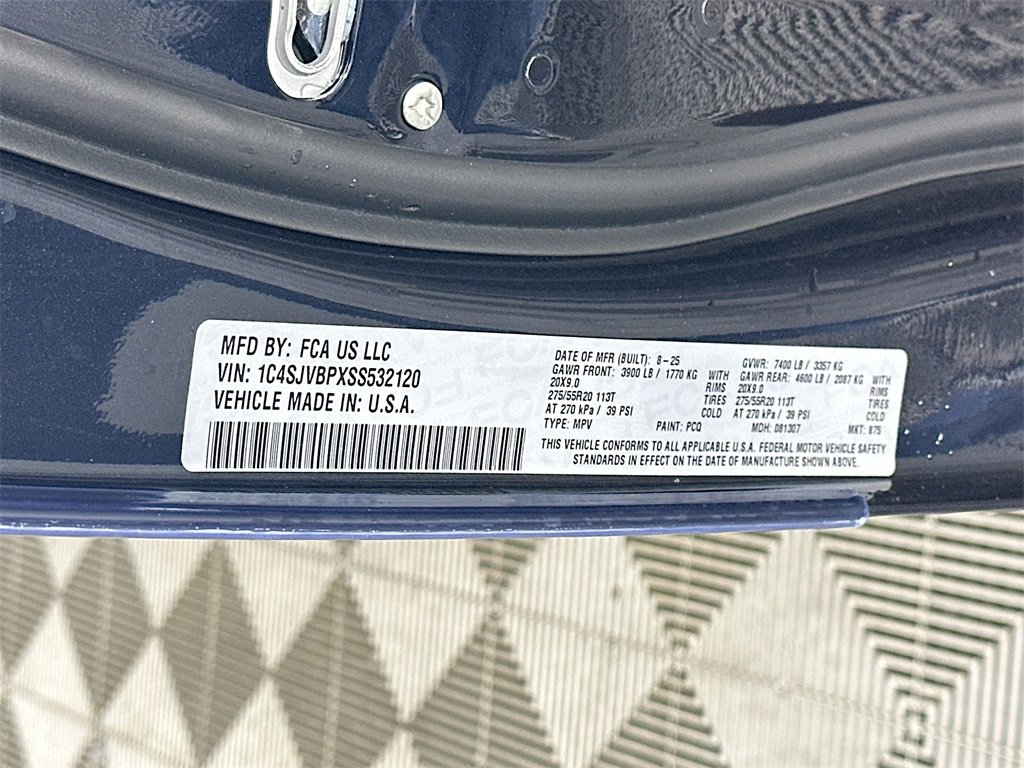 MFD BY: FCA US LLC
VIN: 1C4SJVBPXSS532120
VEHICLE MADE IN: U.S.A.
DATE OF MFR (BUILT): 8-25 GVWR: 7400 LB / 3357 KG
GAWR FRONT: 3900 LB / 1770 KG WITH GAWR REAR: 4600 LB / 2087 KG WITH
20X9.0 RIMS 20X9.0 RIMS
275/55R20 113T TIRES 275/55R20 113T TIRES
AT 270 kPa / 39 PSI COLD AT 270 kPa / 39 PSI COLD
TYPE: MPV PAINT: PCQ MDH: 081307 MKT: 875
THIS VEHICLE CONFORMS TO ALL APPLICABLE U.S.A. FEDERAL MOTOR VEHICLE SAFETY
STANDARDS IN EFFECT ON THE DATE OF MANUFACTURE SHOWN ABOVE.